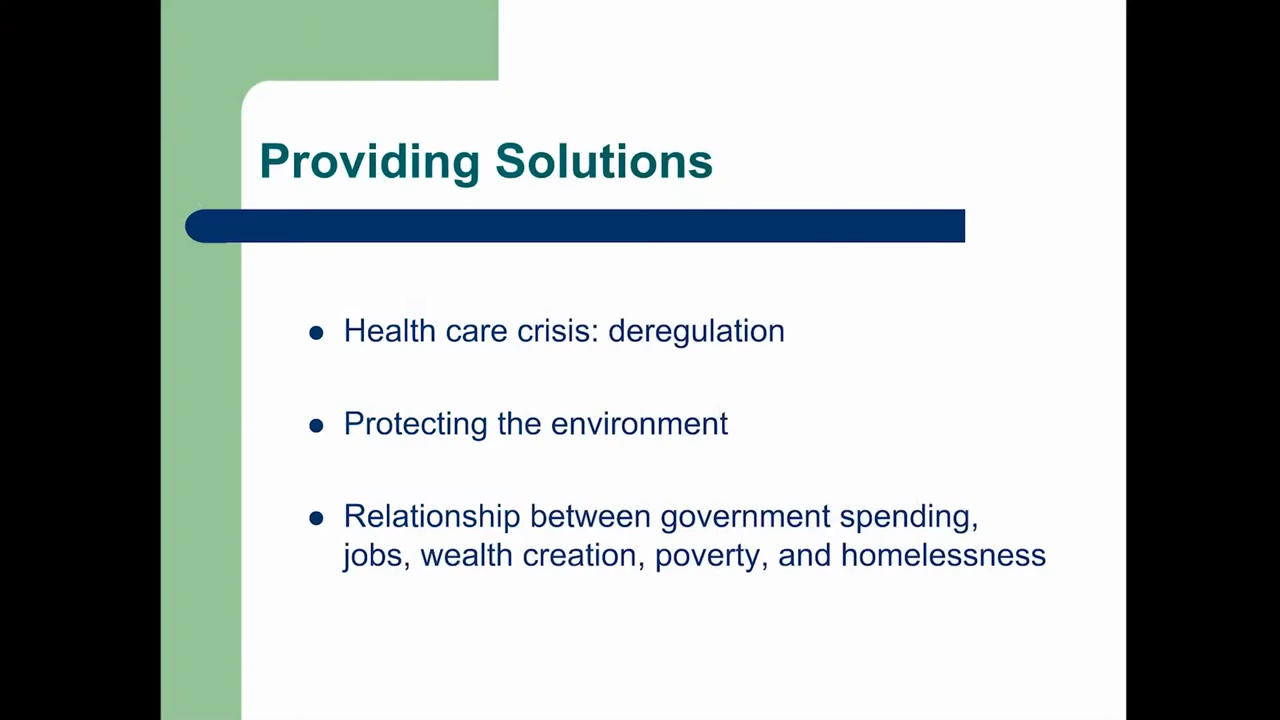 Providing Solutions
● Health care crisis: deregulation
● Protecting the environment
● Relationship between government spending,
jobs, wealth creation, poverty, and homelessness